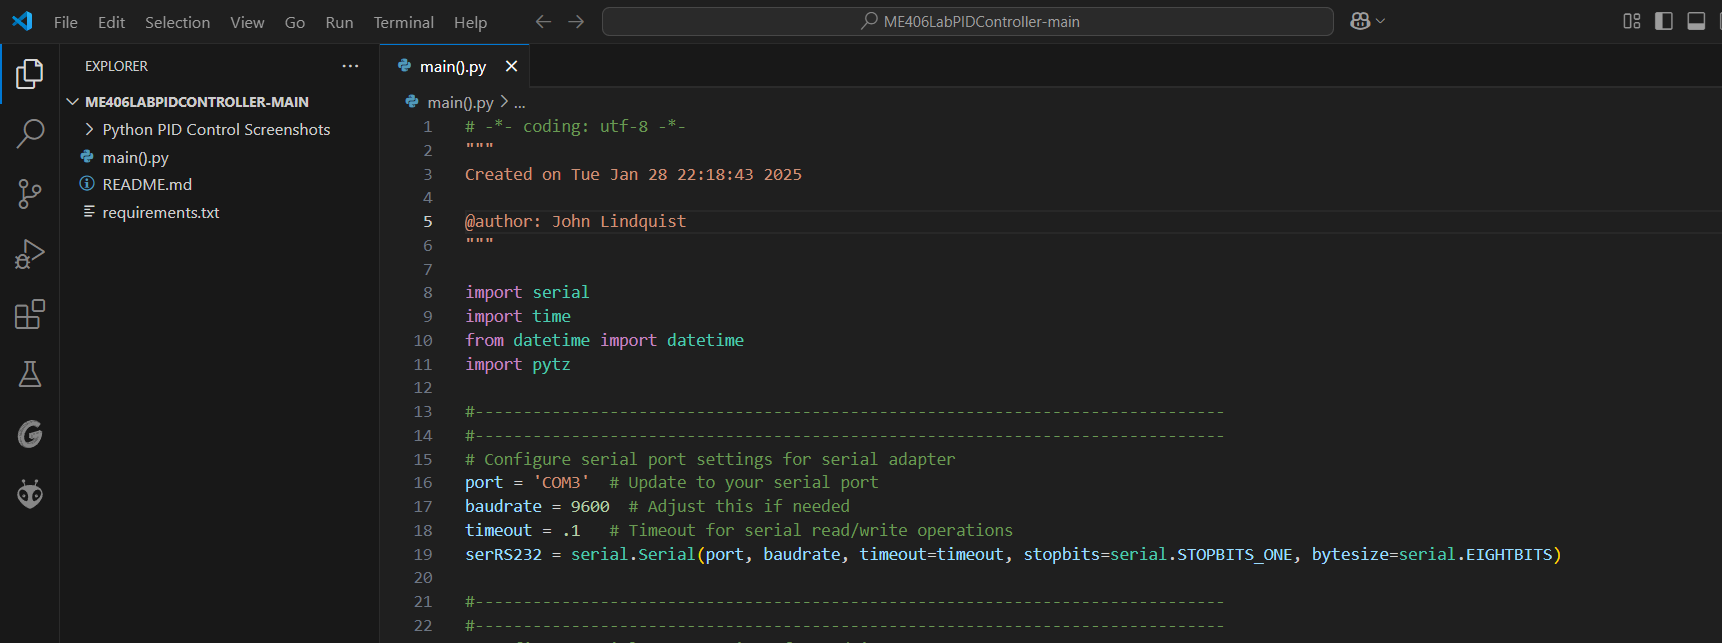 File Edit Selection View Go Run Terminal Help
ME406LabPIDController-main
EXPLORER
ME406LABPIDCONTROLLER-MAIN
Python PID Control Screenshots
main().py
README.md
requirements.txt
main().py
main().py > ...
1 # -*- coding: utf-8 -*-
2 """
3 Created on Tue Jan 28 22:18:43 2025
4
5 @author: John Lindquist
6 """
7
8 import serial
9 import time
10 from datetime import datetime
11 import pytz
12
13 #------------------------------------------------------------------------------
14 #------------------------------------------------------------------------------
15 # Configure serial port settings for serial adapter
16 port = 'COM3'  # Update to your serial port
17 baudrate = 9600  # Adjust this if needed
18 timeout = .1   # Timeout for serial read/write operations
19 serRS232 = serial.Serial(port, baudrate, timeout=timeout, stopbits=serial.STOPBITS_ONE, bytesize=serial.EIGHTBITS)
20
21 #------------------------------------------------------------------------------
22 #------------------------------------------------------------------------------